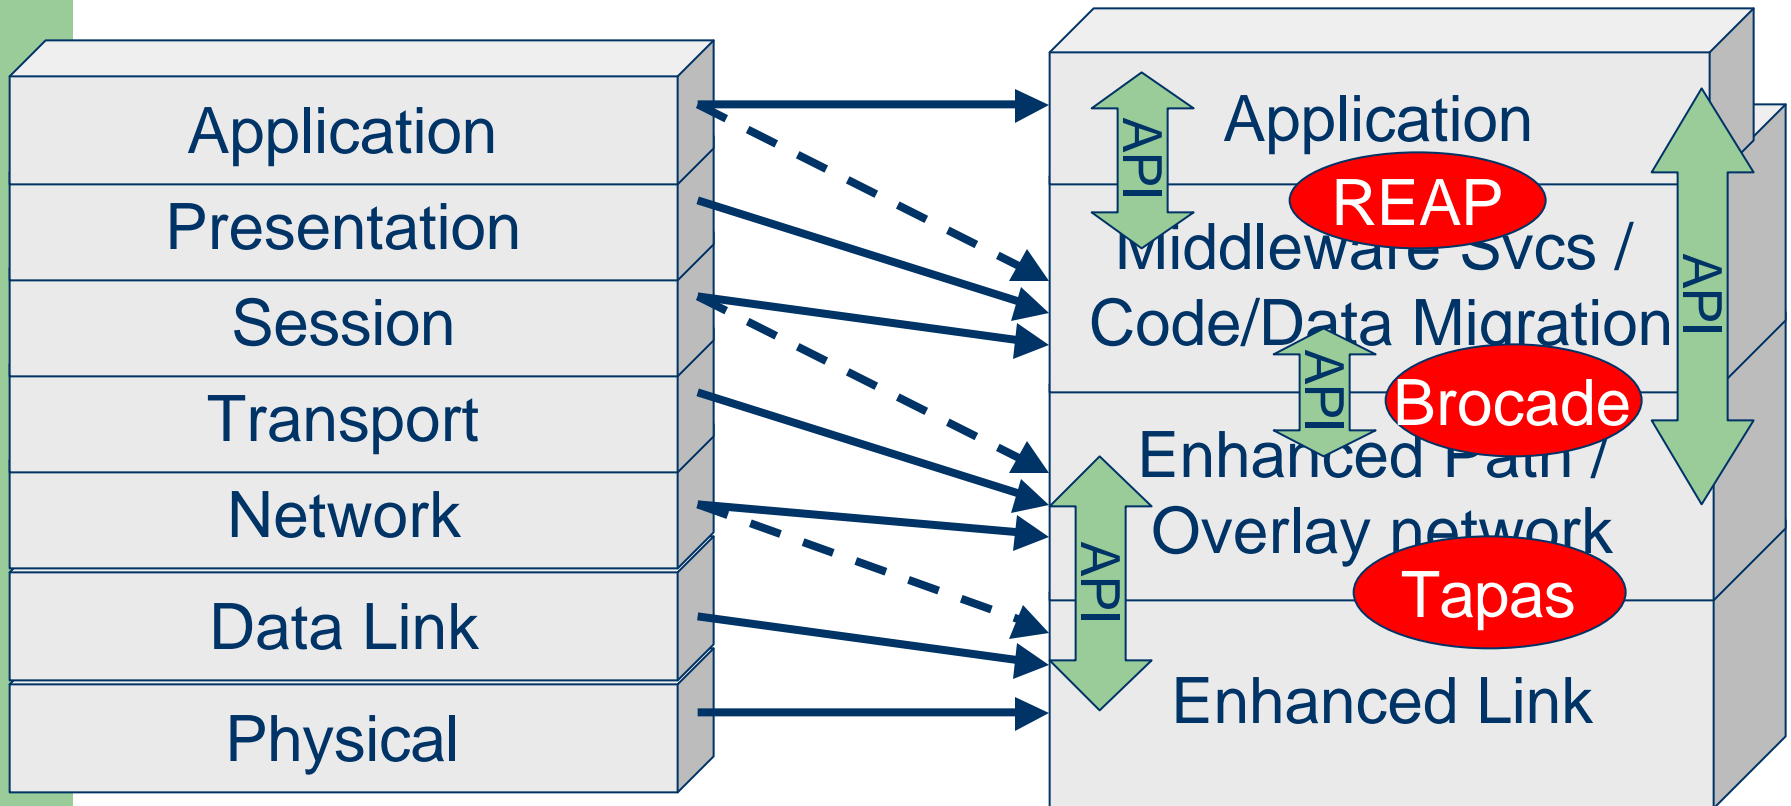 Application
Presentation
Session
Transport
Network
Data Link
Physical
Application
API
REAP
Middleware Svcs /
Code/Data Migration
API
API
Brocade
Enhanced Path /
Overlay network
API
Tapas
Enhanced Link